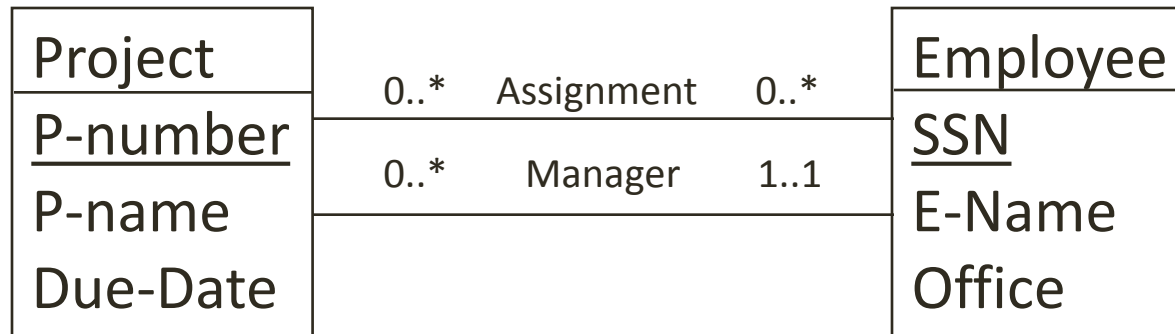 Project
P-number
P-name
Due-Date
0..* Assignment 0..*
0..* Manager 1..1
Employee
SSN
E-Name
Office